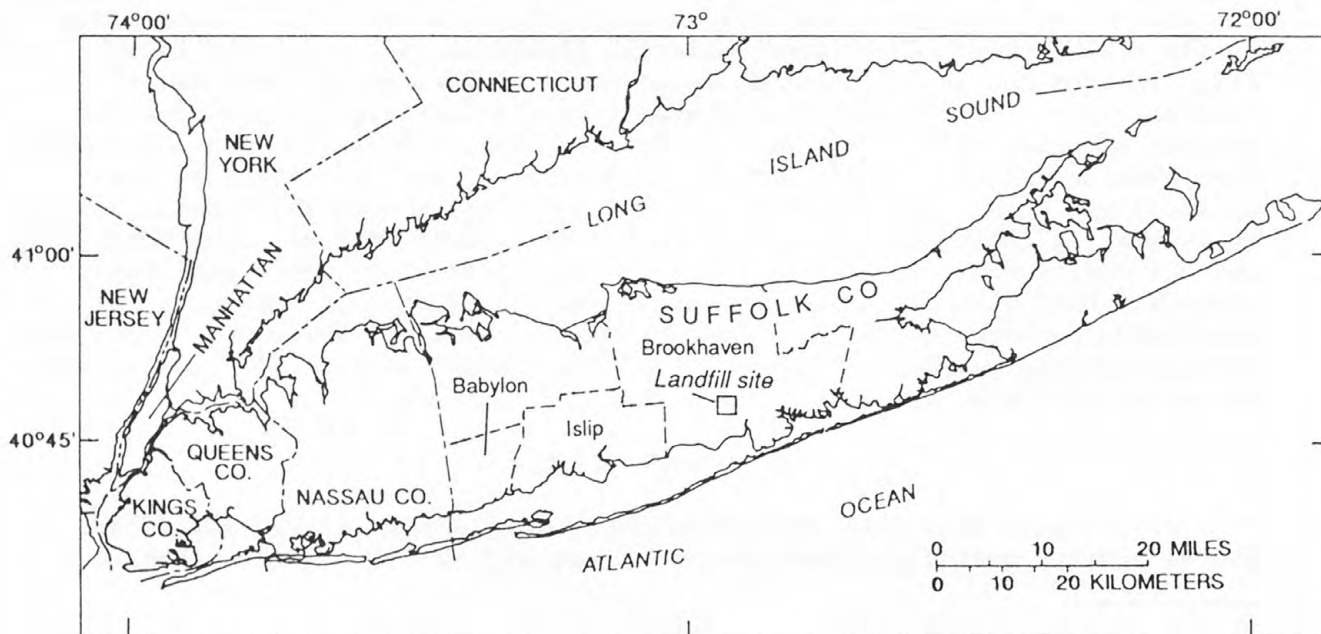 74°00'
73°
72°00'
CONNECTICUT
SOUND
NEW
YORK
ISLAND
LONG
41°00'
MANHATTAN
NEW
JERSEY
SUFFOLK CO
Brookhaven
Landfill site
Babylon
Islip
40°45'
QUEENS
CO.
NASSAU CO.
KINGS
CO.
OCEAN
ATLANTIC
0 10 20 MILES
0 10 20 KILOMETERS